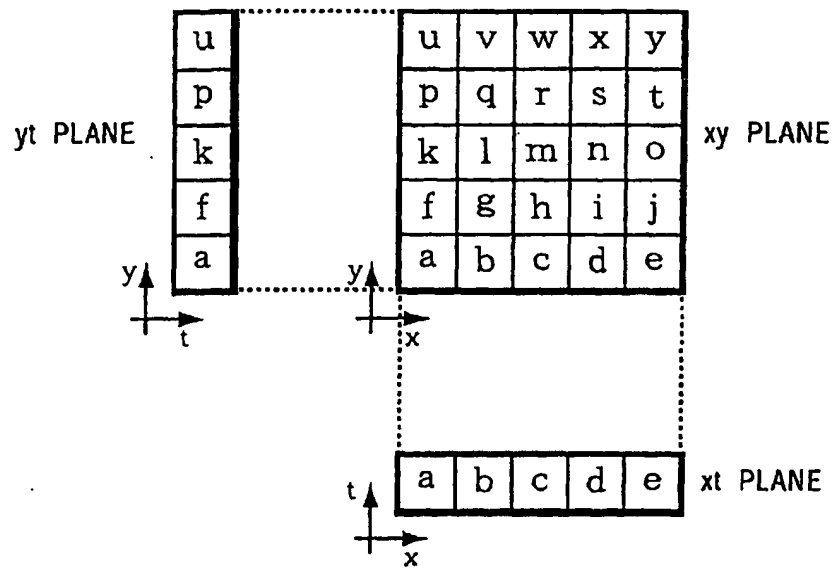 u u v w x y
p p q r s t
yt PLANE k k l m n o xy PLANE
f f g h i j
y a y a b c d e
t x
t a b c d e xt PLANE
x